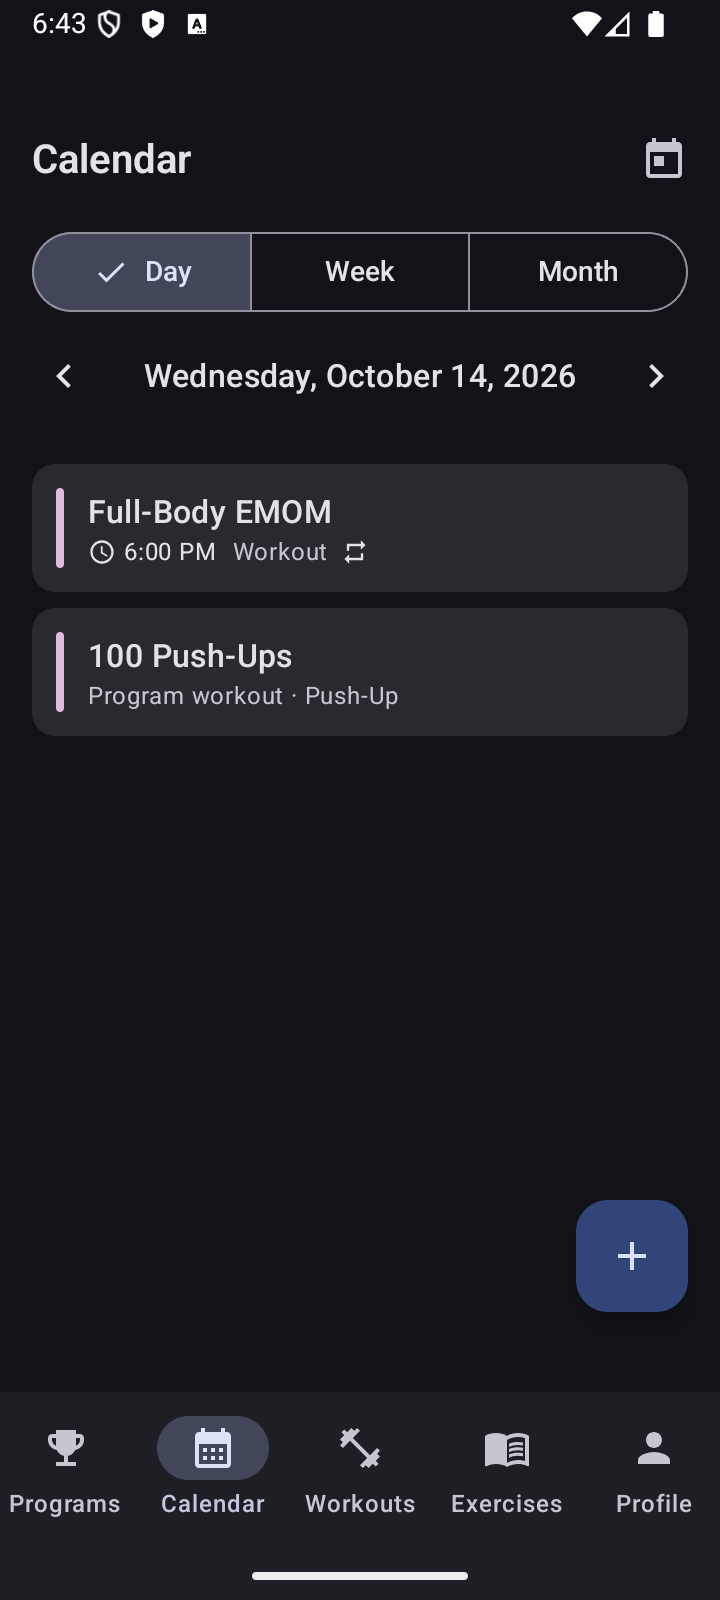 6:43
Calendar
Day
Week
Month
Wednesday, October 14, 2026
Full-Body EMOM
6:00 PM Workout
100 Push-Ups
Program workout · Push-Up
Programs
Calendar
Workouts
Exercises
Profile